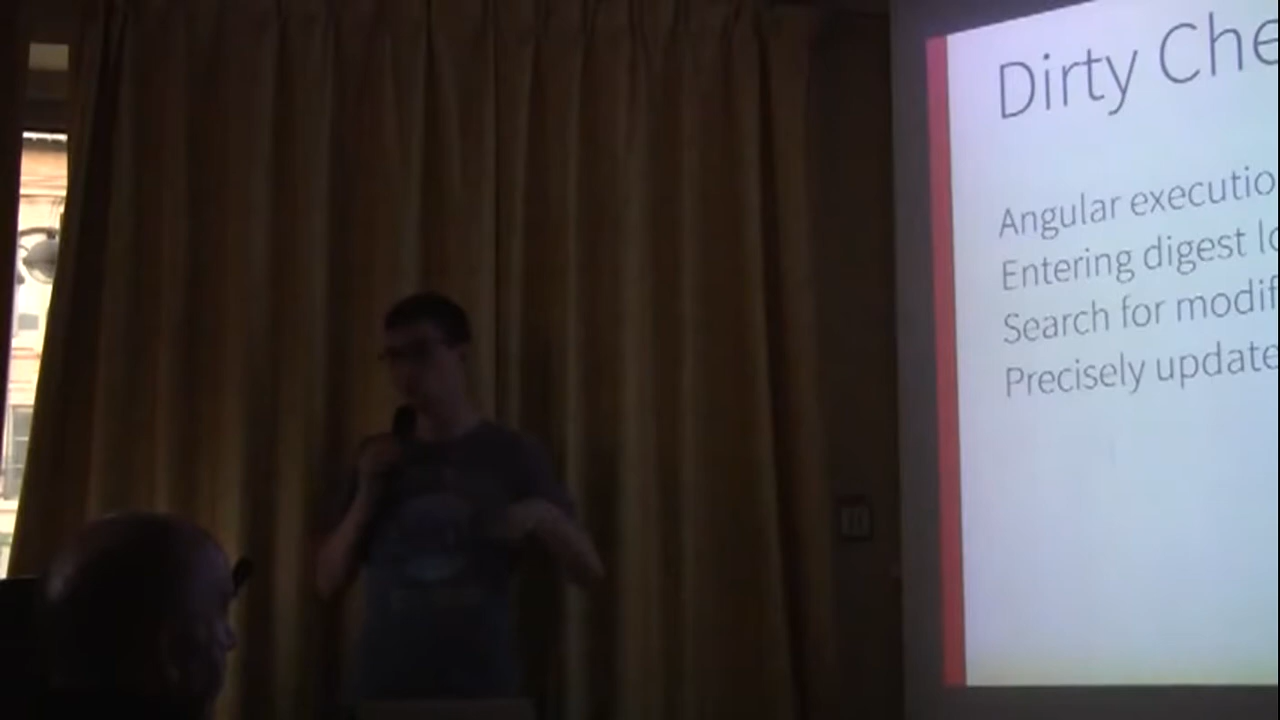 Dirty Che
Angular executio
Entering digest lo
Search for modif
Precisely update